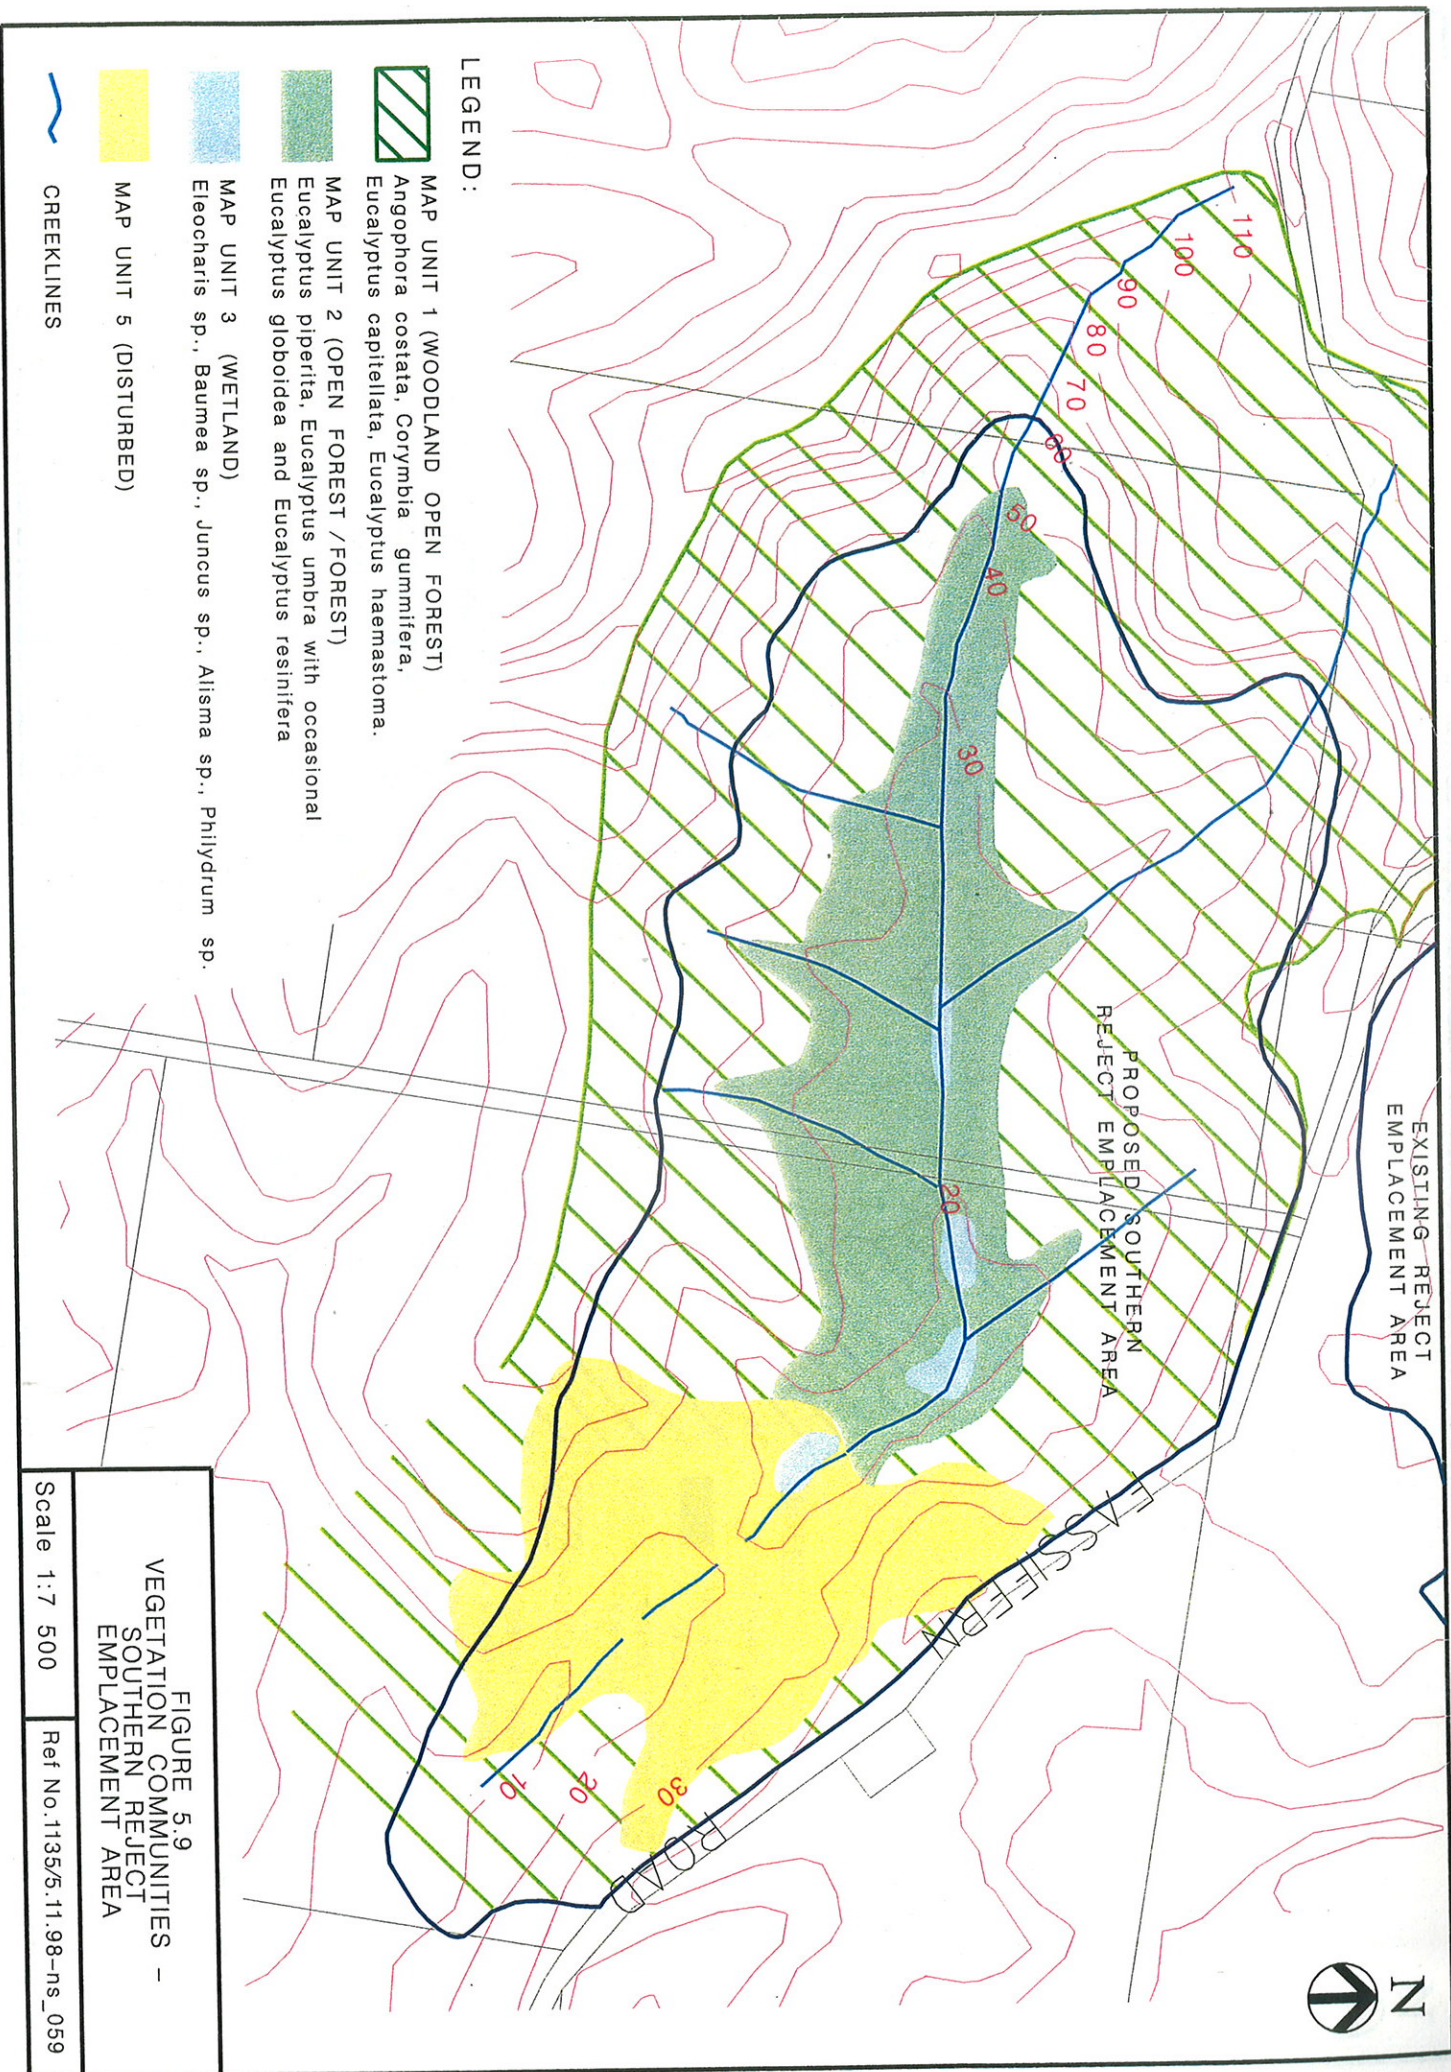 LEGEND:
MAP UNIT 1 (WOODLAND OPEN FOREST)
Angophora costata, Corymbia gummifera,
Eucalyptus capitellata, Eucalyptus haemastoma.
MAP UNIT 2 (OPEN FOREST / FOREST)
Eucalyptus piperita, Eucalyptus umbra with occasional
Eucalyptus globoidea and Eucalyptus resinifera
MAP UNIT 3 (WETLAND)
Eleocharis sp., Baumea sp., Juncus sp., Alisma sp., Philydrum sp.
MAP UNIT 5 (DISTURBED)
CREEKLINES
110
100
90
80
70
60
50
40
30
20
EXISTING REJECT
EMPLACEMENT AREA
PROPOSED SOUTHERN
REJECT EMPLACEMENT AREA
FASSIFERN
ROAD
30
20
10
N
FIGURE 5.9
VEGETATION COMMUNITIES –
SOUTHERN REJECT
EMPLACEMENT AREA
Scale 1:7 500
Ref No.1135/5.11.98-ns_059